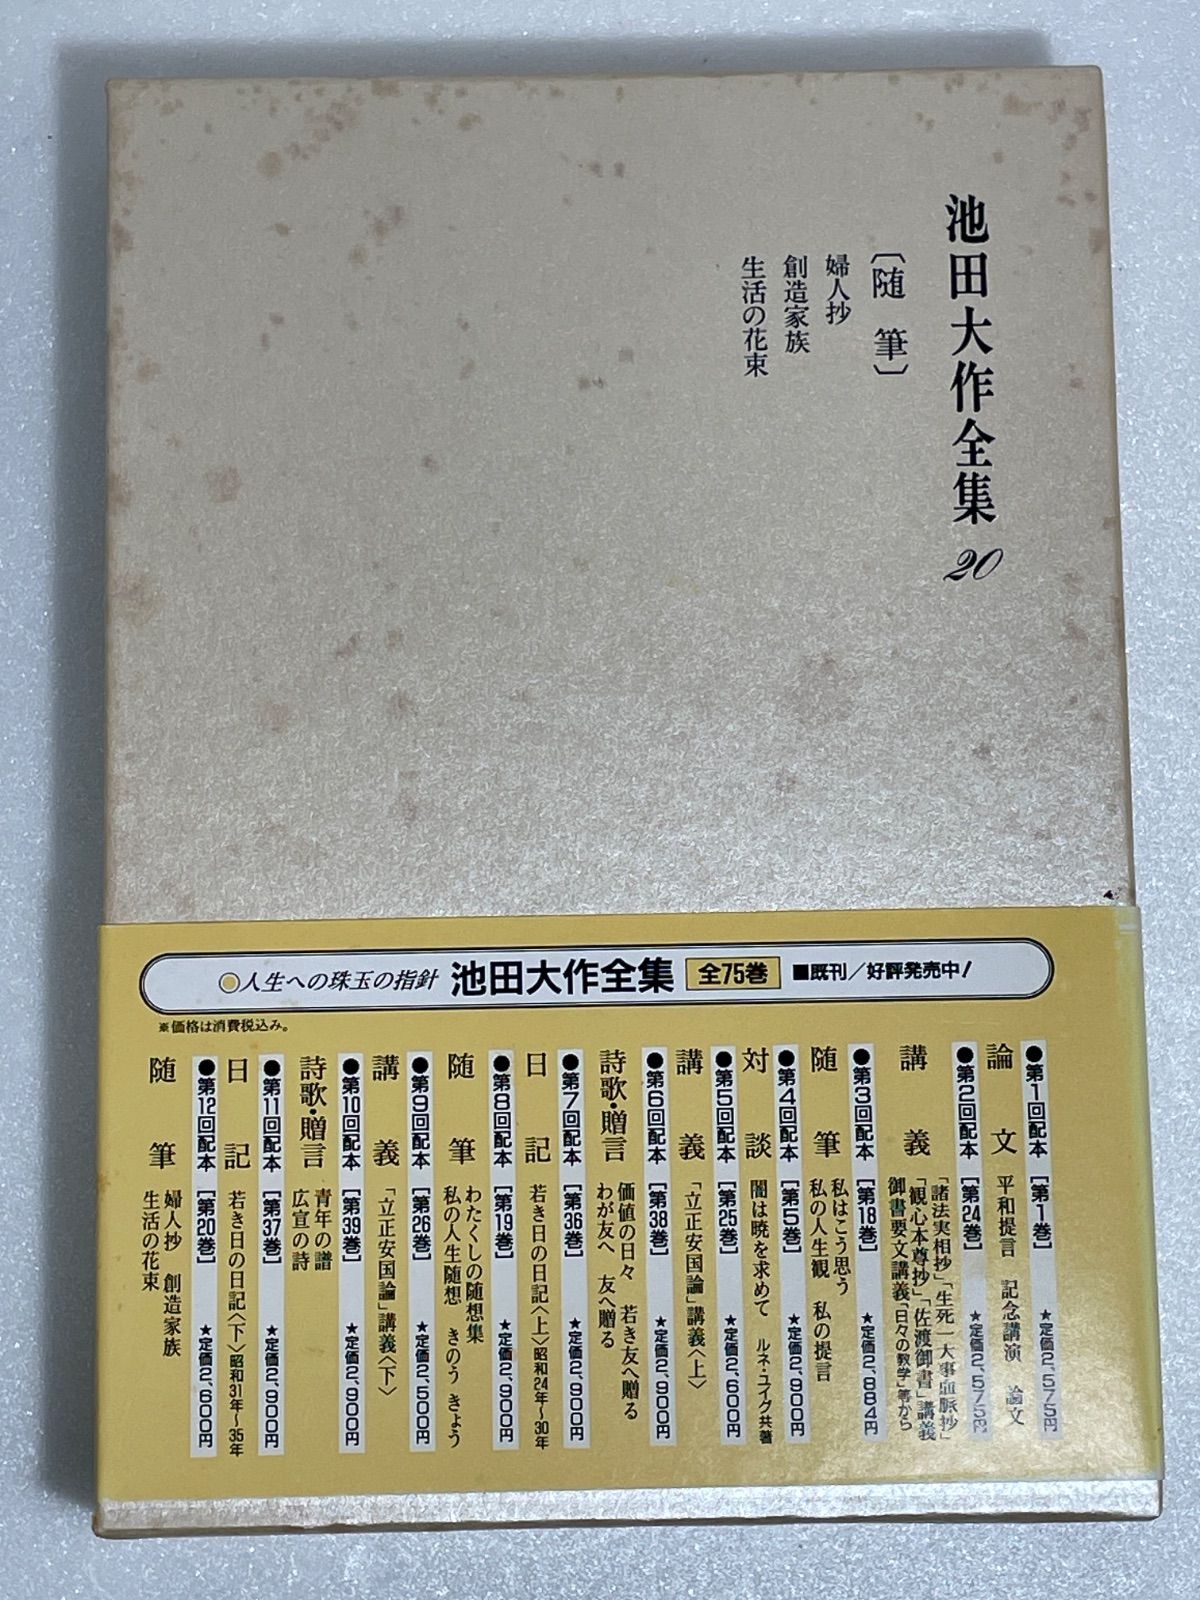 池田大作全集 20
〔随筆〕
婦人抄
創造家族
生活の花束
◎人生への珠玉の指針 池田大作全集 全75巻 ■既刊／好評発売中！
※価格は消費税込み。
●第1回配本 [第1巻] ★定価2,575円
論文 平和提言 記念講演 論文
●第2回配本 [第24巻] ★定価2,575円
講義 「諸法実相抄」「生死一大事血脈抄」
「観心本尊抄」「佐渡御書」講義
御書要文講義「日々の教学」等から
●第3回配本 [第18巻] ★定価2,884円
随筆 私はこう思う
私の人生観 私の提言
●第4回配本 [第5巻] ★定価2,900円
対談 闇は暁を求めて ルネ・ユイグ共著
●第5回配本 [第25巻] ★定価2,600円
講義 「立正安国論」講義〈上〉
●第6回配本 [第38巻] ★定価2,900円
詩歌・贈言 価値の日々 若き友へ贈る
わが友へ 友へ贈る
●第7回配本 [第36巻] ★定価2,900円
日記 若き日の日記〈上〉昭和24年〜30年
●第8回配本 [第19巻] ★定価2,900円
随筆 わたくしの随想集
私の人生随想 きのう きょう
●第9回配本 [第26巻] ★定価2,500円
講義 「立正安国論」講義〈下〉
●第10回配本 [第39巻] ★定価2,900円
詩歌・贈言 青年の譜
広宣の詩
●第11回配本 [第37巻] ★定価2,900円
日記 若き日の日記〈下〉昭和31年〜35年
●第12回配本 [第20巻] ★定価2,600円
随筆 婦人抄 創造家族
生活の花束